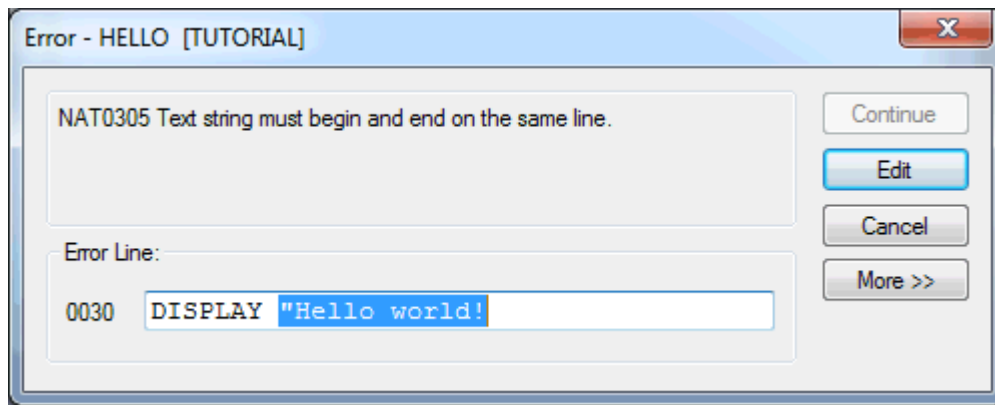 Error - HELLO [TUTORIAL]
NAT0305 Text string must begin and end on the same line.
Continue
Edit
Cancel
More >>
Error Line:
0030 DISPLAY "Hello world!